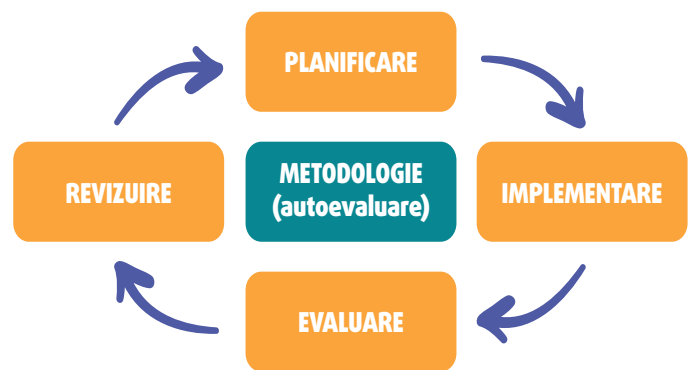 PLANIFICARE
REVIZUIRE
METODOLOGIE
(autoevaluare)
IMPLEMENTARE
EVALUARE